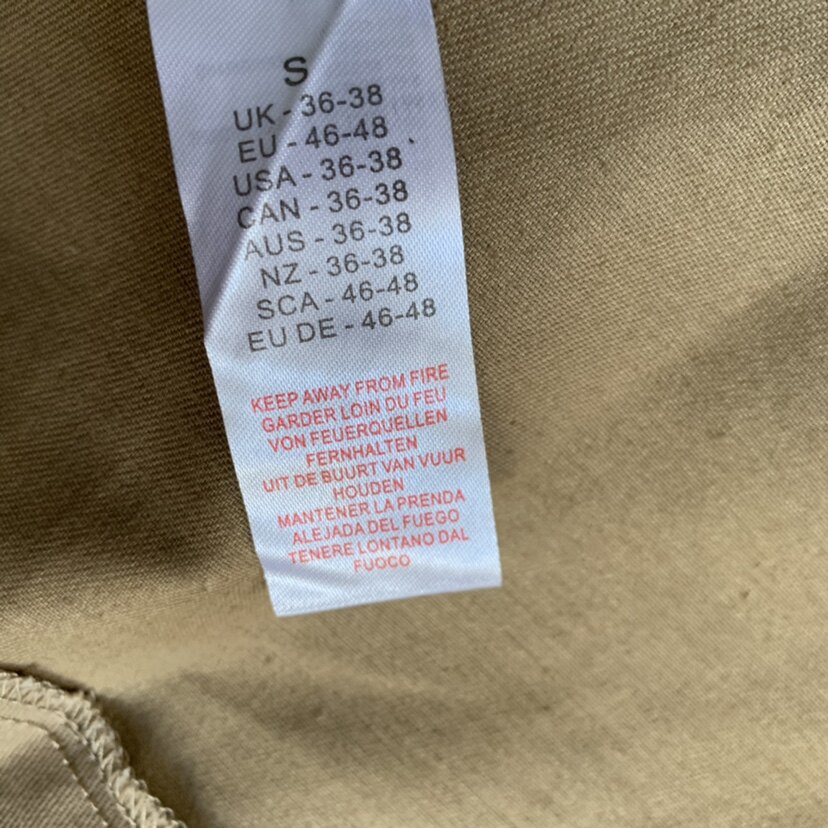 S
UK - 36-38
EU - 46-48
USA - 36-38
CAN - 36-38
AUS - 36-38
NZ - 36-38
SCA - 46-48
EU DE - 46-48
KEEP AWAY FROM FIRE
GARDER LOIN DU FEU
VON FEUERQUELLEN
FERNHALTEN
UIT DE BUURT VAN VUUR
HOUDEN
MANTENER LA PRENDA
ALEJADA DEL FUEGO
TENERE LONTANO DAL
FUOCO